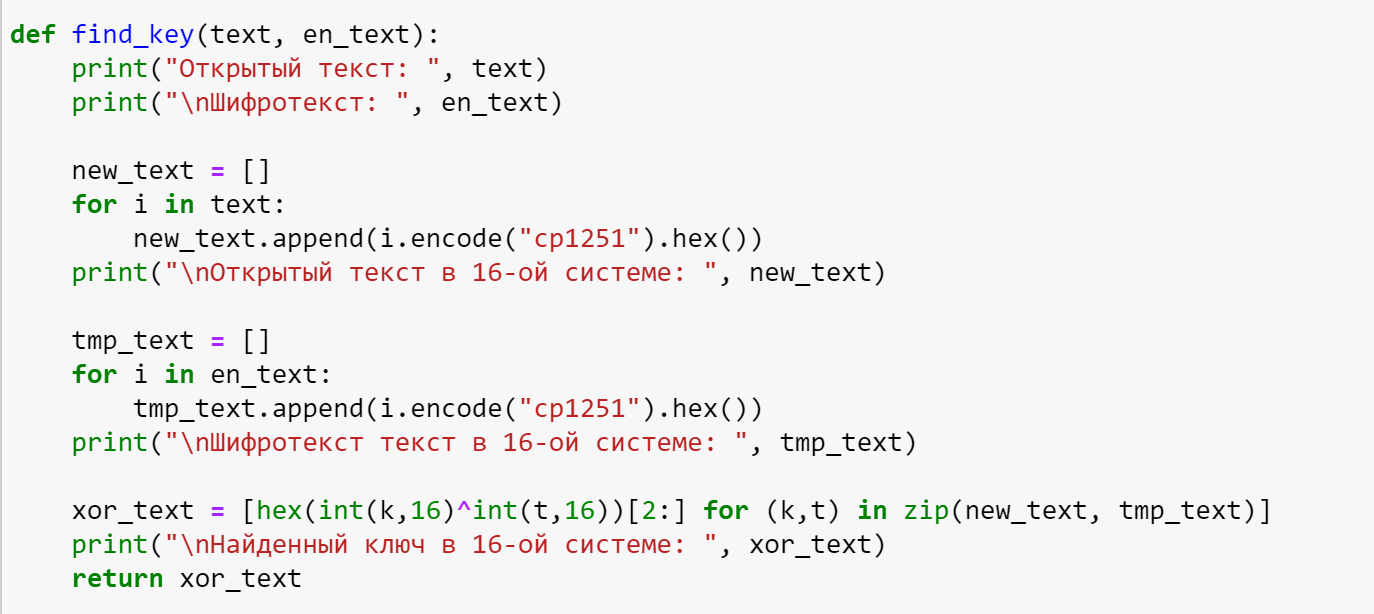 def find_key(text, en_text):
    print("Открытый текст: ", text)
    print("\nШифротекст: ", en_text)

    new_text = []
    for i in text:
        new_text.append(i.encode("cp1251").hex())
    print("\nОткрытый текст в 16-ой системе: ", new_text)

    tmp_text = []
    for i in en_text:
        tmp_text.append(i.encode("cp1251").hex())
    print("\nШифротекст текст в 16-ой системе: ", tmp_text)

    xor_text = [hex(int(k,16)^int(t,16))[2:] for (k,t) in zip(new_text, tmp_text)]
    print("\nНайденный ключ в 16-ой системе: ", xor_text)
    return xor_text